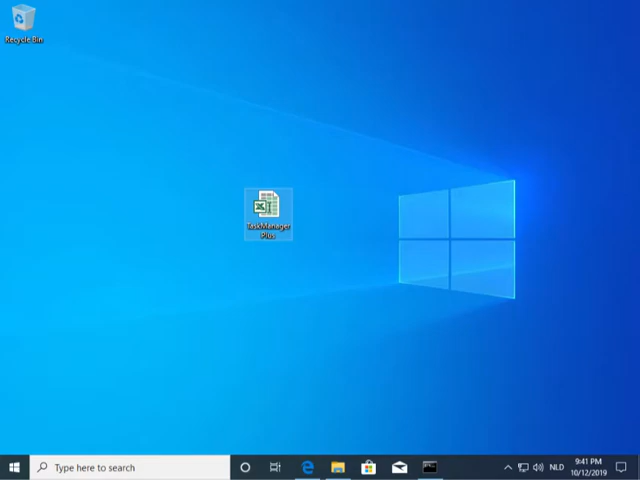 Recycle Bin
TaskManager
Plus
Type here to search
NLD
9:41 PM
10/12/2019